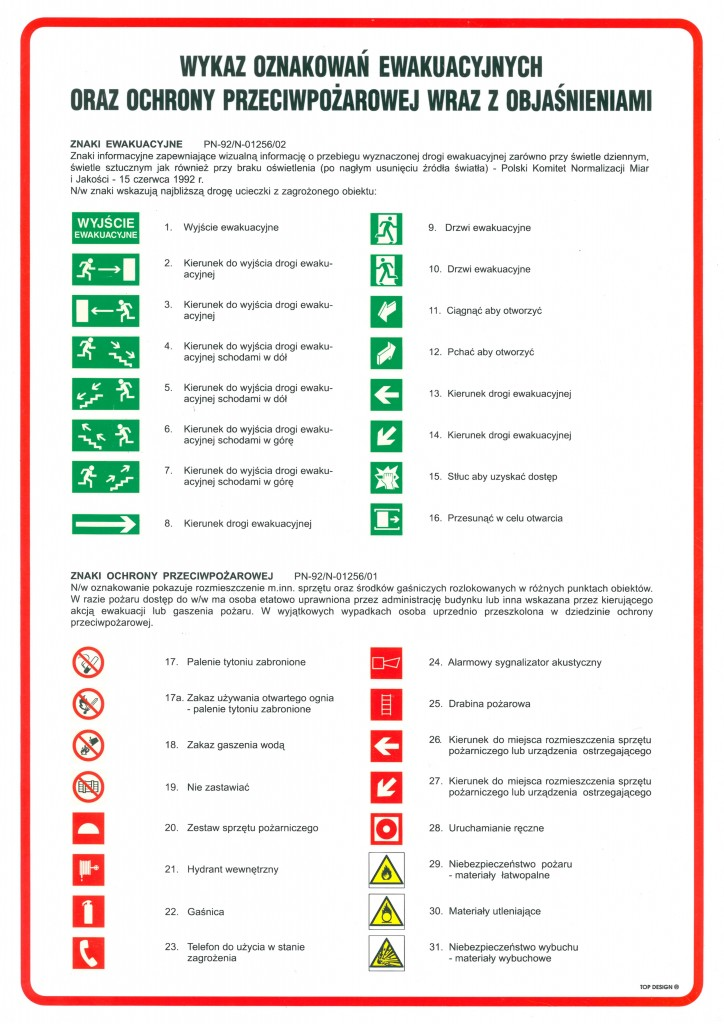 WYKAZ OZNAKOWAŃ EWAKUACYJNYCH
ORAZ OCHRONY PRZECIWPOŻAROWEJ WRAZ Z OBJAŚNIENIAMI
ZNAKI EWAKUACYJNE PN-92/N-01256/02
Znaki informacyjne zapewniające wizualną informację o przebiegu wyznaczonej drogi ewakuacyjnej zarówno przy świetle dziennym,
świetle sztucznym jak również przy braku oświetlenia (po nagłym usunięciu źródła światła) - Polski Komitet Normalizacji Miar
i Jakości - 15 czerwca 1992 r.
N/w znaki wskazują najbliższą drogę ucieczki z zagrożonego obiektu:
WYJŚCIE
EWAKUACYJNE
1. Wyjście ewakuacyjne
2. Kierunek do wyjścia drogi ewaku-
acyjnej
3. Kierunek do wyjścia drogi ewaku-
acyjnej
4. Kierunek do wyjścia drogi ewaku-
acyjnej schodami w dół
5. Kierunek do wyjścia drogi ewaku-
acyjnej schodami w dół
6. Kierunek do wyjścia drogi ewaku-
acyjnej schodami w górę
7. Kierunek do wyjścia drogi ewaku-
acyjnej schodami w górę
8. Kierunek drogi ewakuacyjnej
9. Drzwi ewakuacyjne
10. Drzwi ewakuacyjne
11. Ciągnąć aby otworzyć
12. Pchać aby otworzyć
13. Kierunek drogi ewakuacyjnej
14. Kierunek drogi ewakuacyjnej
15. Stłuc aby uzyskać dostęp
16. Przesunąć w celu otwarcia
ZNAKI OCHRONY PRZECIWPOŻAROWEJ PN-92/N-01256/01
N/w oznakowanie pokazuje rozmieszczenie m.inn. sprzętu oraz środków gaśniczych rozlokowanych w różnych punktach obiektów.
W razie pożaru dostęp do w/w ma osoba etatowo uprawniona przez administrację budynku lub inna wskazana przez kierującego
akcją ewakuacji lub gaszenia pożaru. W wyjątkowych wypadkach osoba uprzednio przeszkolona w dziedzinie ochrony
przeciwpożarowej.
17. Palenie tytoniu zabronione
17a. Zakaz używania otwartego ognia
- palenie tytoniu zabronione
18. Zakaz gaszenia wodą
19. Nie zastawiać
20. Zestaw sprzętu pożarniczego
21. Hydrant wewnętrzny
22. Gaśnica
23. Telefon do użycia w stanie
zagrożenia
24. Alarmowy sygnalizator akustyczny
25. Drabina pożarowa
26. Kierunek do miejsca rozmieszczenia sprzętu
pożarniczego lub urządzenia ostrzegającego
27. Kierunek do miejsca rozmieszczenia sprzętu
pożarniczego lub urządzenia ostrzegającego
28. Uruchamianie ręczne
29. Niebezpieczeństwo pożaru
- materiały łatwopalne
30. Materiały utleniające
31. Niebezpieczeństwo wybuchu
- materiały wybuchowe
TOP DESIGN ®